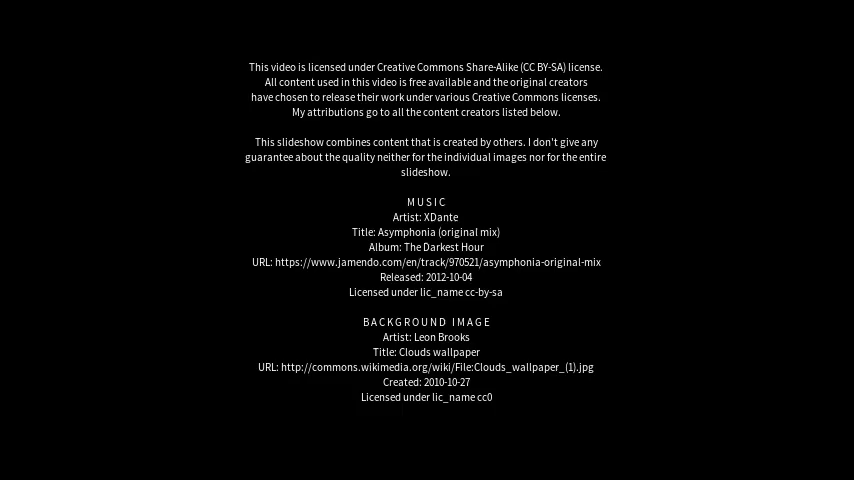 This video is licensed under Creative Commons Share-Alike (CC BY-SA) license.
All content used in this video is free available and the original creators
have chosen to release their work under various Creative Commons licenses.
My attributions go to all the content creators listed below.
This slideshow combines content that is created by others. I don't give any
guarantee about the quality neither for the individual images nor for the entire
slideshow.
MUSIC
Artist: XDante
Title: Asymphonia (original mix)
Album: The Darkest Hour
URL: https://www.jamendo.com/en/track/970521/asymphonia-original-mix
Released: 2012-10-04
Licensed under lic_name cc-by-sa
BACKGROUND IMAGE
Artist: Leon Brooks
Title: Clouds wallpaper
URL: http://commons.wikimedia.org/wiki/File:Clouds_wallpaper_(1).jpg
Created: 2010-10-27
Licensed under lic_name cc0